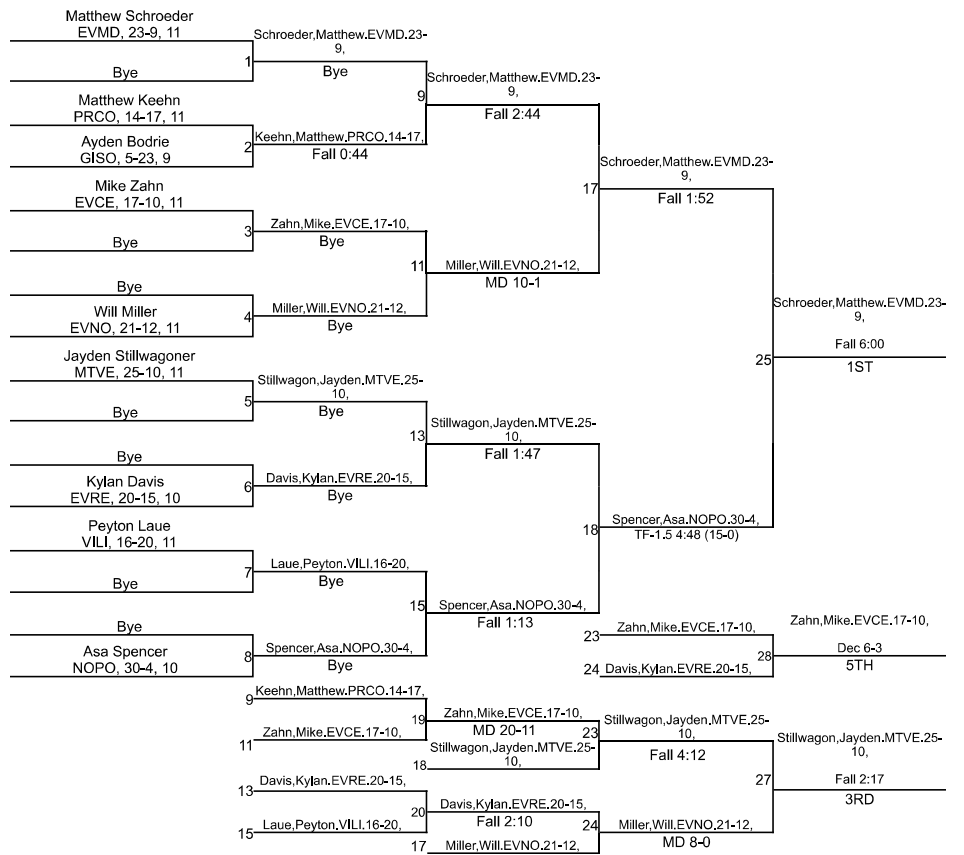 Matthew Schroeder
EVMD, 23-9, 11
Bye
Matthew Keehn
PRCO, 14-17, 11
Ayden Bodrie
GISO, 5-23, 9
Mike Zahn
EVCE, 17-10, 11
Bye
Bye
Will Miller
EVNO, 21-12, 11
Jayden Stillwagoner
MTVE, 25-10, 11
Bye
Bye
Kylan Davis
EVRE, 20-15, 10
Peyton Laue
VILI, 16-20, 11
Bye
Bye
Asa Spencer
NOPO, 30-4, 10
1
2
3
4
5
6
7
8
Schroeder,Matthew.EVMD.23-
9,
Bye
Keehn,Matthew.PRCO.14-17,
Fall 0:44
Zahn,Mike.EVCE.17-10,
Bye
Miller,Will.EVNO.21-12,
Bye
Stillwagon,Jayden.MTVE.25-
10,
Bye
Davis,Kylan.EVRE.20-15,
Bye
Laue,Peyton.VILI.16-20,
Bye
Spencer,Asa.NOPO.30-4,
Bye
9
11
13
15
Schroeder,Matthew.EVMD.23-
9,
Fall 2:44
Miller,Will.EVNO.21-12,
MD 10-1
Stillwagon,Jayden.MTVE.25-
10,
Fall 1:47
Spencer,Asa.NOPO.30-4,
Fall 1:13
17
18
Schroeder,Matthew.EVMD.23-
9,
Fall 1:52
Spencer,Asa.NOPO.30-4,
TF-1.5 4:48 (15-0)
25
Schroeder,Matthew.EVMD.23-
9,
Fall 6:00
1ST
23
Zahn,Mike.EVCE.17-10,
24
Davis,Kylan.EVRE.20-15,
28
Zahn,Mike.EVCE.17-10,
Dec 6-3
5TH
9
Keehn,Matthew.PRCO.14-17,
11
Zahn,Mike.EVCE.17-10,
19
Zahn,Mike.EVCE.17-10,
MD 20-11
18
Stillwagon,Jayden.MTVE.25-
10,
23
Stillwagon,Jayden.MTVE.25-
10,
Fall 4:12
13
Davis,Kylan.EVRE.20-15,
15
Laue,Peyton.VILI.16-20,
20
Davis,Kylan.EVRE.20-15,
Fall 2:10
17
Miller,Will.EVNO.21-12,
24
Miller,Will.EVNO.21-12,
MD 8-0
27
Stillwagon,Jayden.MTVE.25-
10,
Fall 2:17
3RD